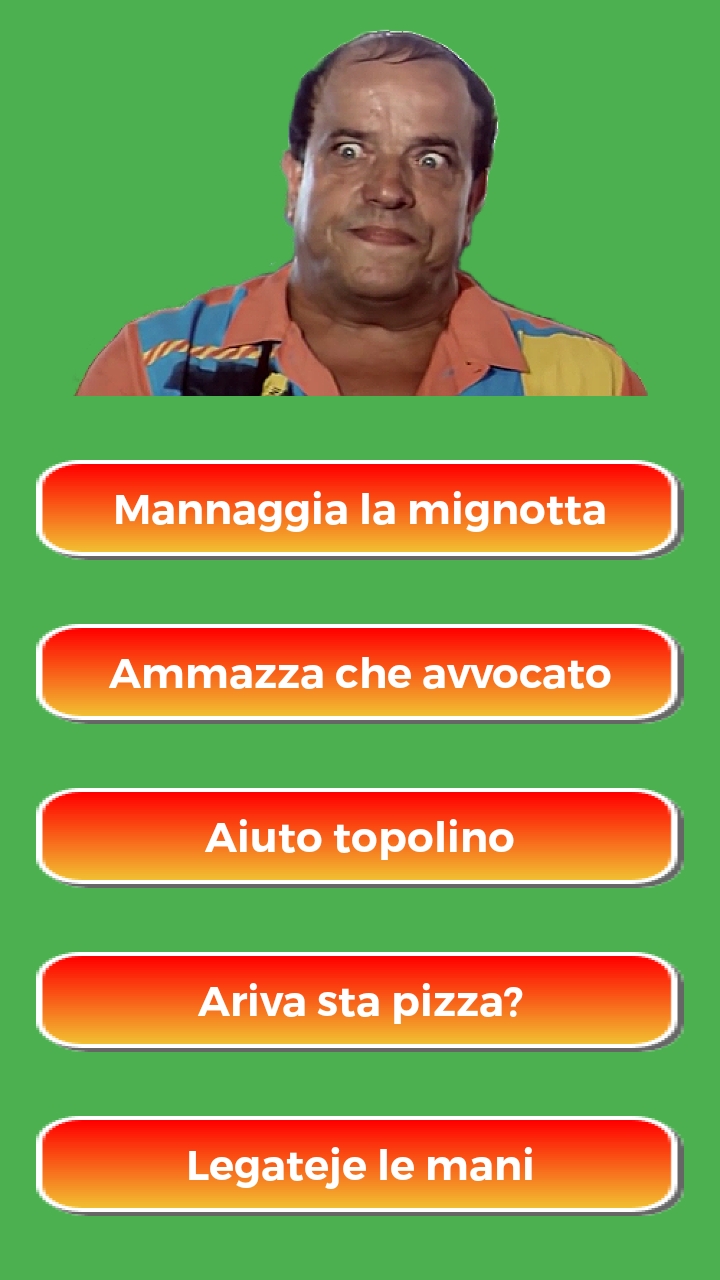 Mannaggia la mignotta
Ammazza che avvocato
Aiuto topolino
Ariva sta pizza?
Legateje le mani